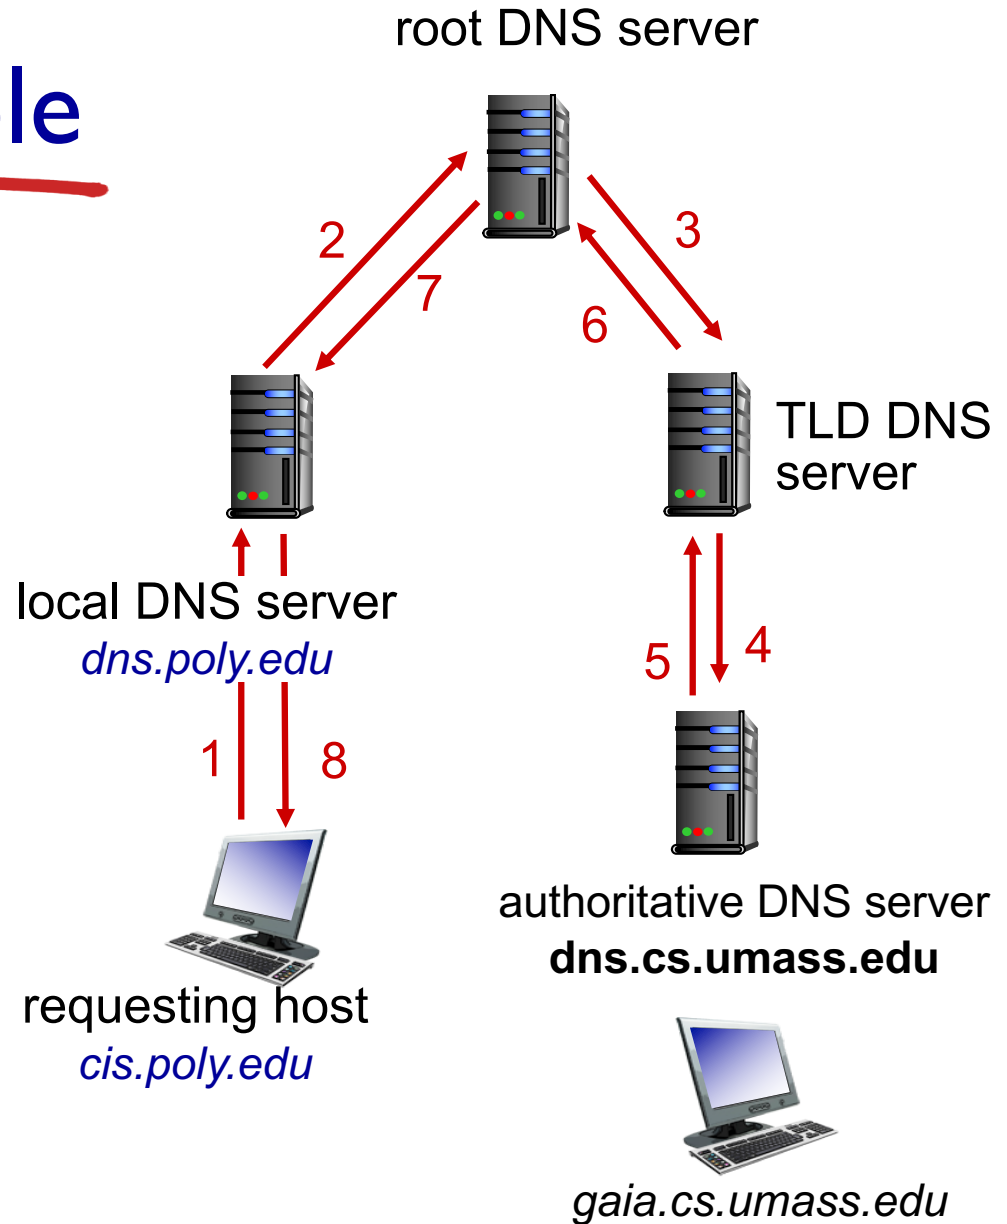 root DNS server
le
2
3
7
6
TLD DNS
server
local DNS server
dns.poly.edu
5
4
1
8
authoritative DNS server
dns.cs.umass.edu
requesting host
cis.poly.edu
gaia.cs.umass.edu